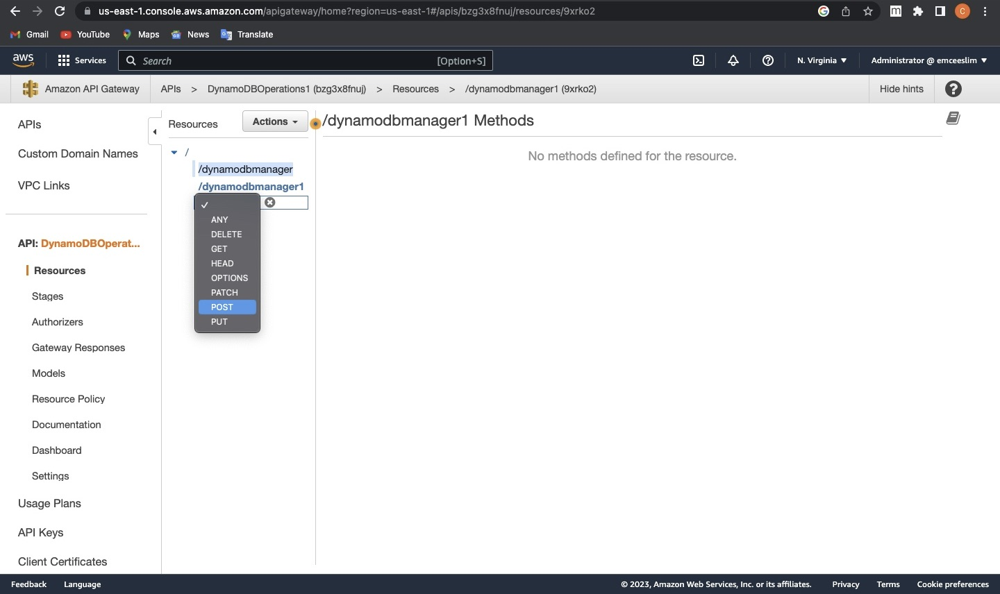 us-east-1.console.aws.amazon.com/apigateway/home?region=us-east-1#/apis/bzg3x8fnuj/resources/9xrko2
Gmail YouTube Maps News Translate
aws Services Search [Option+S] N. Virginia ▼ Administrator @ emceeslim ▼
Amazon API Gateway APIs > DynamoDBOperations1 (bzg3x8fnuj) > Resources > /dynamodbmanager1 (9xrko2) Hide hints
APIs
Custom Domain Names
VPC Links
API: DynamoDBOperat...
Resources
Stages
Authorizers
Gateway Responses
Models
Resource Policy
Documentation
Dashboard
Settings
Usage Plans
API Keys
Client Certificates
Resources Actions
/
/dynamodbmanager
/dynamodbmanager1
ANY
DELETE
GET
HEAD
OPTIONS
PATCH
POST
PUT
/dynamodbmanager1 Methods
No methods defined for the resource.
Feedback Language © 2023, Amazon Web Services, Inc. or its affiliates. Privacy Terms Cookie preferences